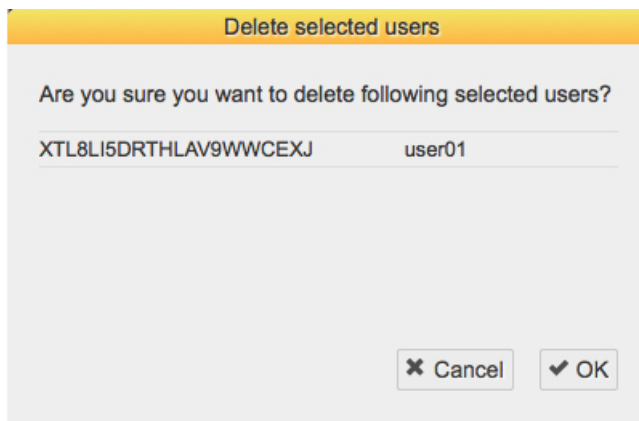 Delete selected users
Are you sure you want to delete following selected users?
XTL8LI5DRTHLAV9WWCEXJ user01
Cancel OK